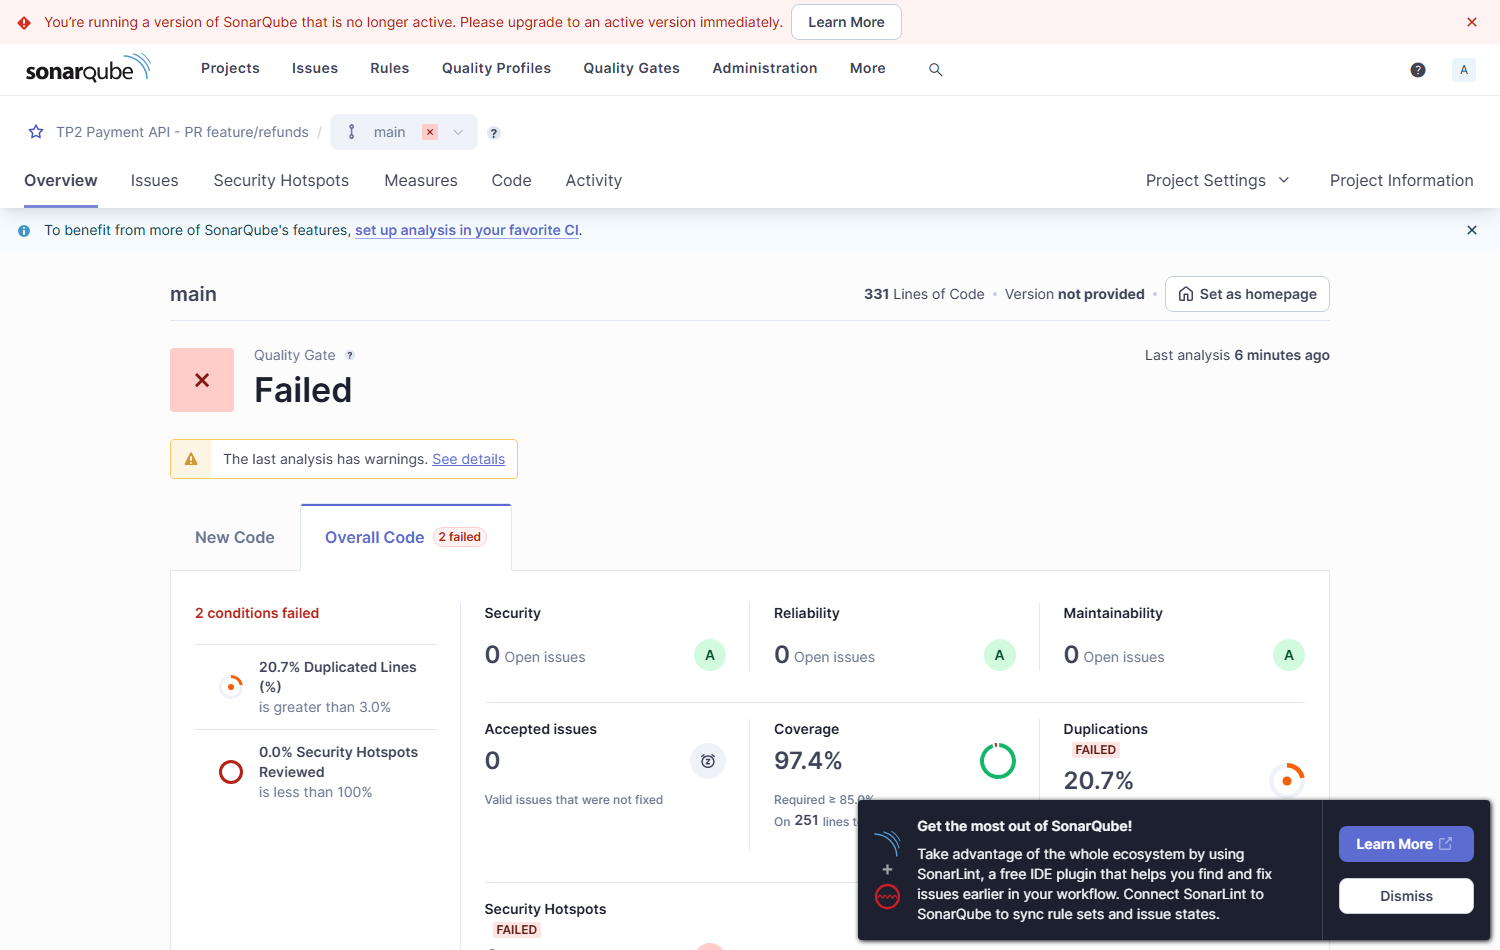 You're running a version of SonarQube that is no longer active. Please upgrade to an active version immediately. Learn More
sonarqube Projects Issues Rules Quality Profiles Quality Gates Administration More ? A
TP2 Payment API - PR feature/refunds / main ?
Overview Issues Security Hotspots Measures Code Activity Project Settings Project Information
To benefit from more of SonarQube's features, set up analysis in your favorite CI.
main 331 Lines of Code • Version not provided • Set as homepage
Quality Gate ? Last analysis 6 minutes ago
Failed
The last analysis has warnings. See details
New Code Overall Code 2 failed
2 conditions failed
20.7% Duplicated Lines
(%)
is greater than 3.0%
0.0% Security Hotspots
Reviewed
is less than 100%
Security
0 Open issues A
Reliability
0 Open issues A
Maintainability
0 Open issues A
Accepted issues
0
Valid issues that were not fixed
Coverage
97.4%
Required ≥ 85.0%
On 251 lines
Duplications
FAILED
20.7%
Security Hotspots
FAILED
Get the most out of SonarQube!
Take advantage of the whole ecosystem by using
SonarLint, a free IDE plugin that helps you find and fix
issues earlier in your workflow. Connect SonarLint to
SonarQube to sync rule sets and issue states.
Learn More
Dismiss